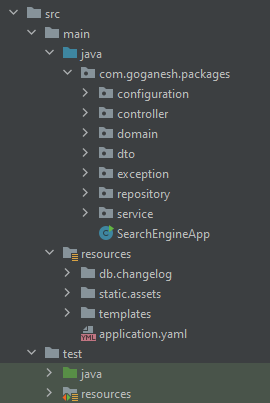 src
main
java
com.goganesh.packages
configuration
controller
domain
dto
exception
repository
service
SearchEngineApp
resources
db.changelog
static.assets
templates
application.yaml
test
java
resources